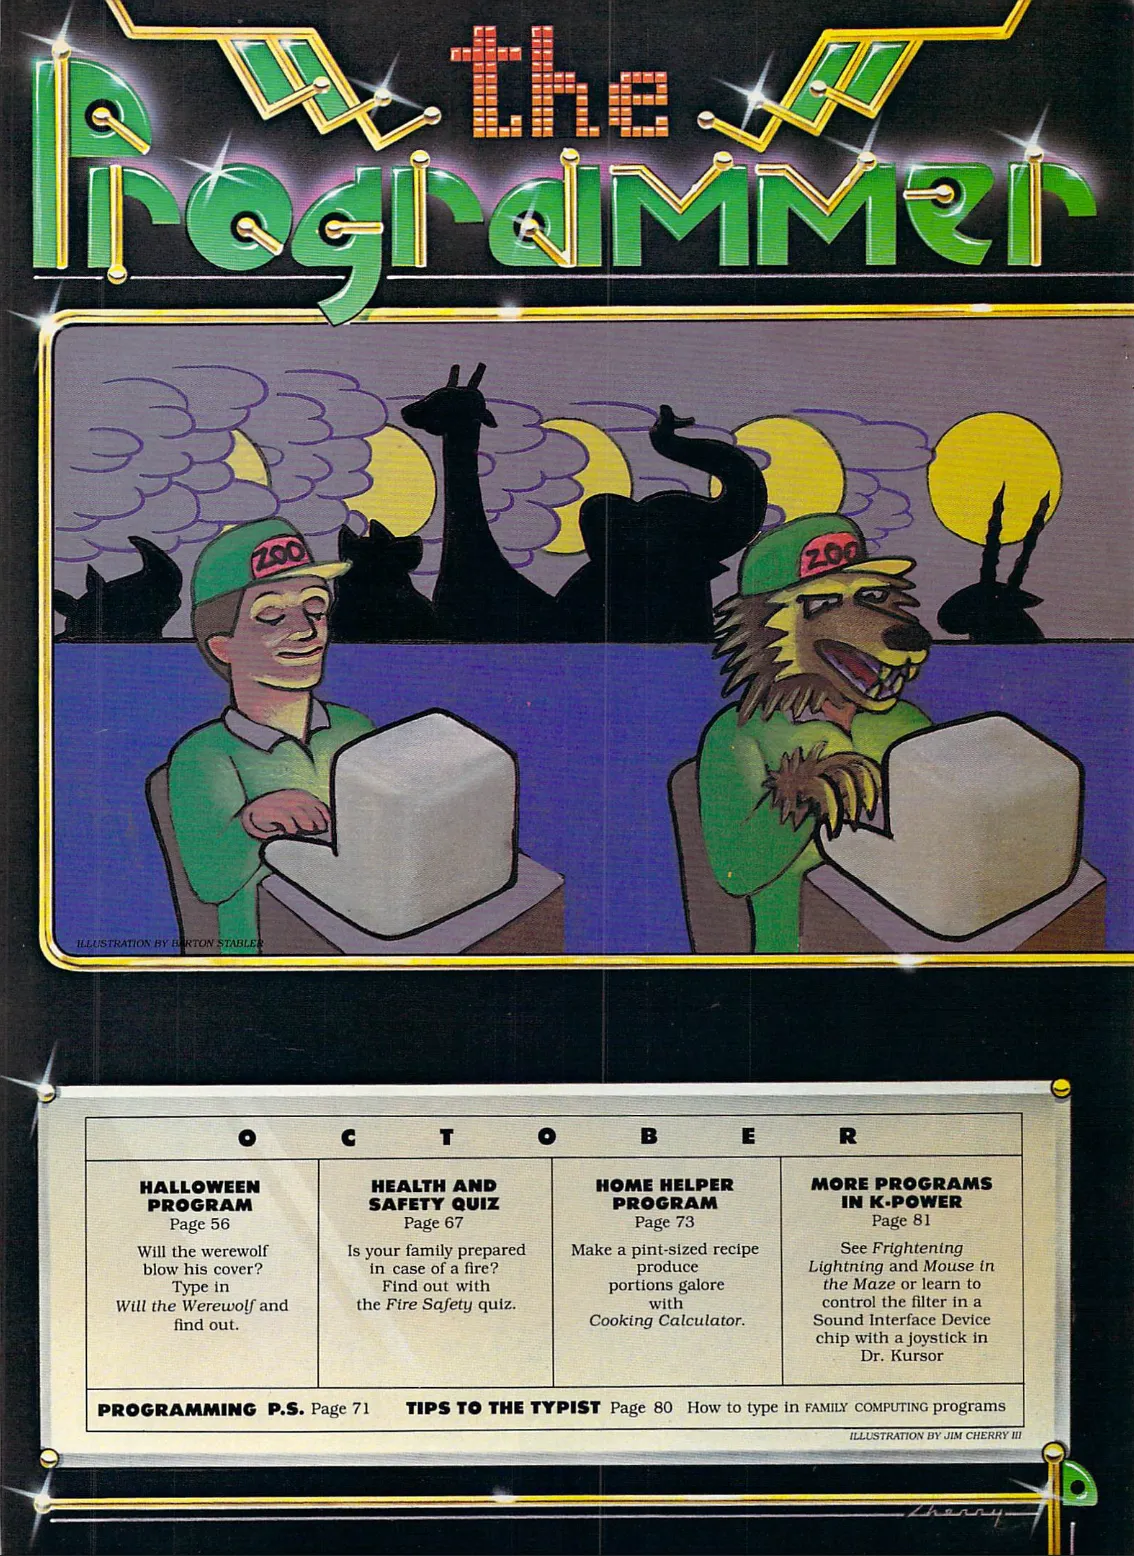 the
Programmer
ZOO
ZOO
ILLUSTRATION BY BARTON STABLER
OCTOBER
HALLOWEEN
PROGRAM
Page 56
Will the werewolf
blow his cover?
Type in
Will the Werewolf and
find out.
HEALTH AND
SAFETY QUIZ
Page 67
Is your family prepared
in case of a fire?
Find out with
the Fire Safety quiz.
HOME HELPER
PROGRAM
Page 73
Make a pint-sized recipe
produce
portions galore
with
Cooking Calculator.
MORE PROGRAMS
IN K-POWER
Page 81
See Frightening
Lightning and Mouse in
the Maze or learn to
control the filter in a
Sound Interface Device
chip with a joystick in
Dr. Kursor
PROGRAMMING P.S. Page 71 TIPS TO THE TYPIST Page 80 How to type in FAMILY COMPUTING programs
ILLUSTRATION BY JIM CHERRY III
Cherry
P